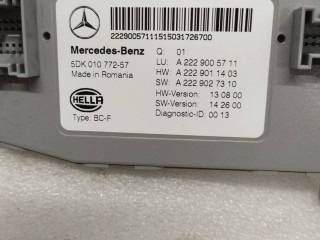 22290057111515031726700
Mercedes-Benz Q: 01
5DK 010 772-57 LU: A 222 900 57 11
Made in Romania HW: A 222 901 14 03
SW: A 222 902 73 10
HELLA HW-Version: 13 08 00
SW-Version: 14 26 00
Type: BC-F Diagnostic-ID: 00 13